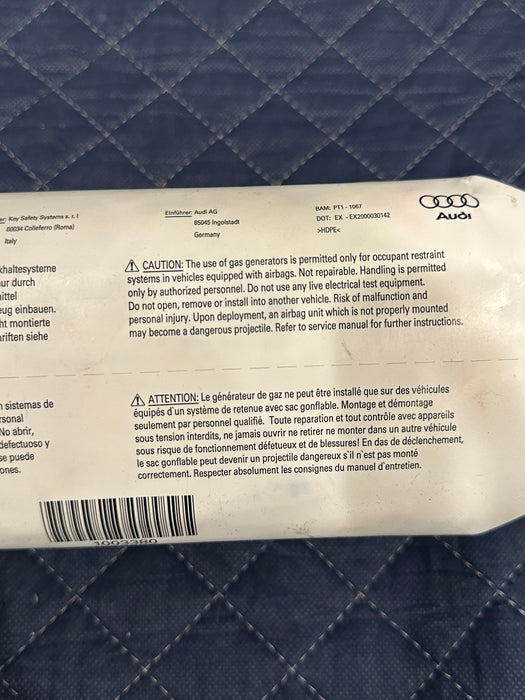 er: Key Safety Systems s. r. l
00034 Colleferro (Roma)
Italy
Einführer: Audi AG
85045 Ingolstadt
Germany
BAM: PT1 - 1067
DOT: EX - EX2000030142
>HDPE<
Audi
khaltesysteme
ur durch
ittel
eug einbauen.
ht montierte
hriften siehe
⚠ CAUTION: The use of gas generators is permitted only for occupant restraint
systems in vehicles equipped with airbags. Not repairable. Handling is permitted
only by authorized personnel. Do not use any live electrical test equipment.
Do not open, remove or install into another vehicle. Risk of malfunction and
personal injury. Upon deployment, an airbag unit which is not properly mounted
may become a dangerous projectile. Refer to service manual for further instructions.
n sistemas de
rsonal
No abrir,
defectuoso y
se puede
ones.
⚠ ATTENTION: Le générateur de gaz ne peut être installé que sur des véhicules
équipés d'un système de retenue avec sac gonflable. Montage et démontage
seulement par personnel qualifié. Toute reparation et tout contrôle avec appareils
sous tension interdits, ne jamais ouvrir ne retirer ne monter dans un autre véhicule
sous risque de fonctionnement défetueux et de blessures! En das de déclenchement,
le sac gonflable peut devenir un projectile dangereux s'il n'est pas monté
correctement. Respecter absolument les consignes du manuel d'entretien.
1003380